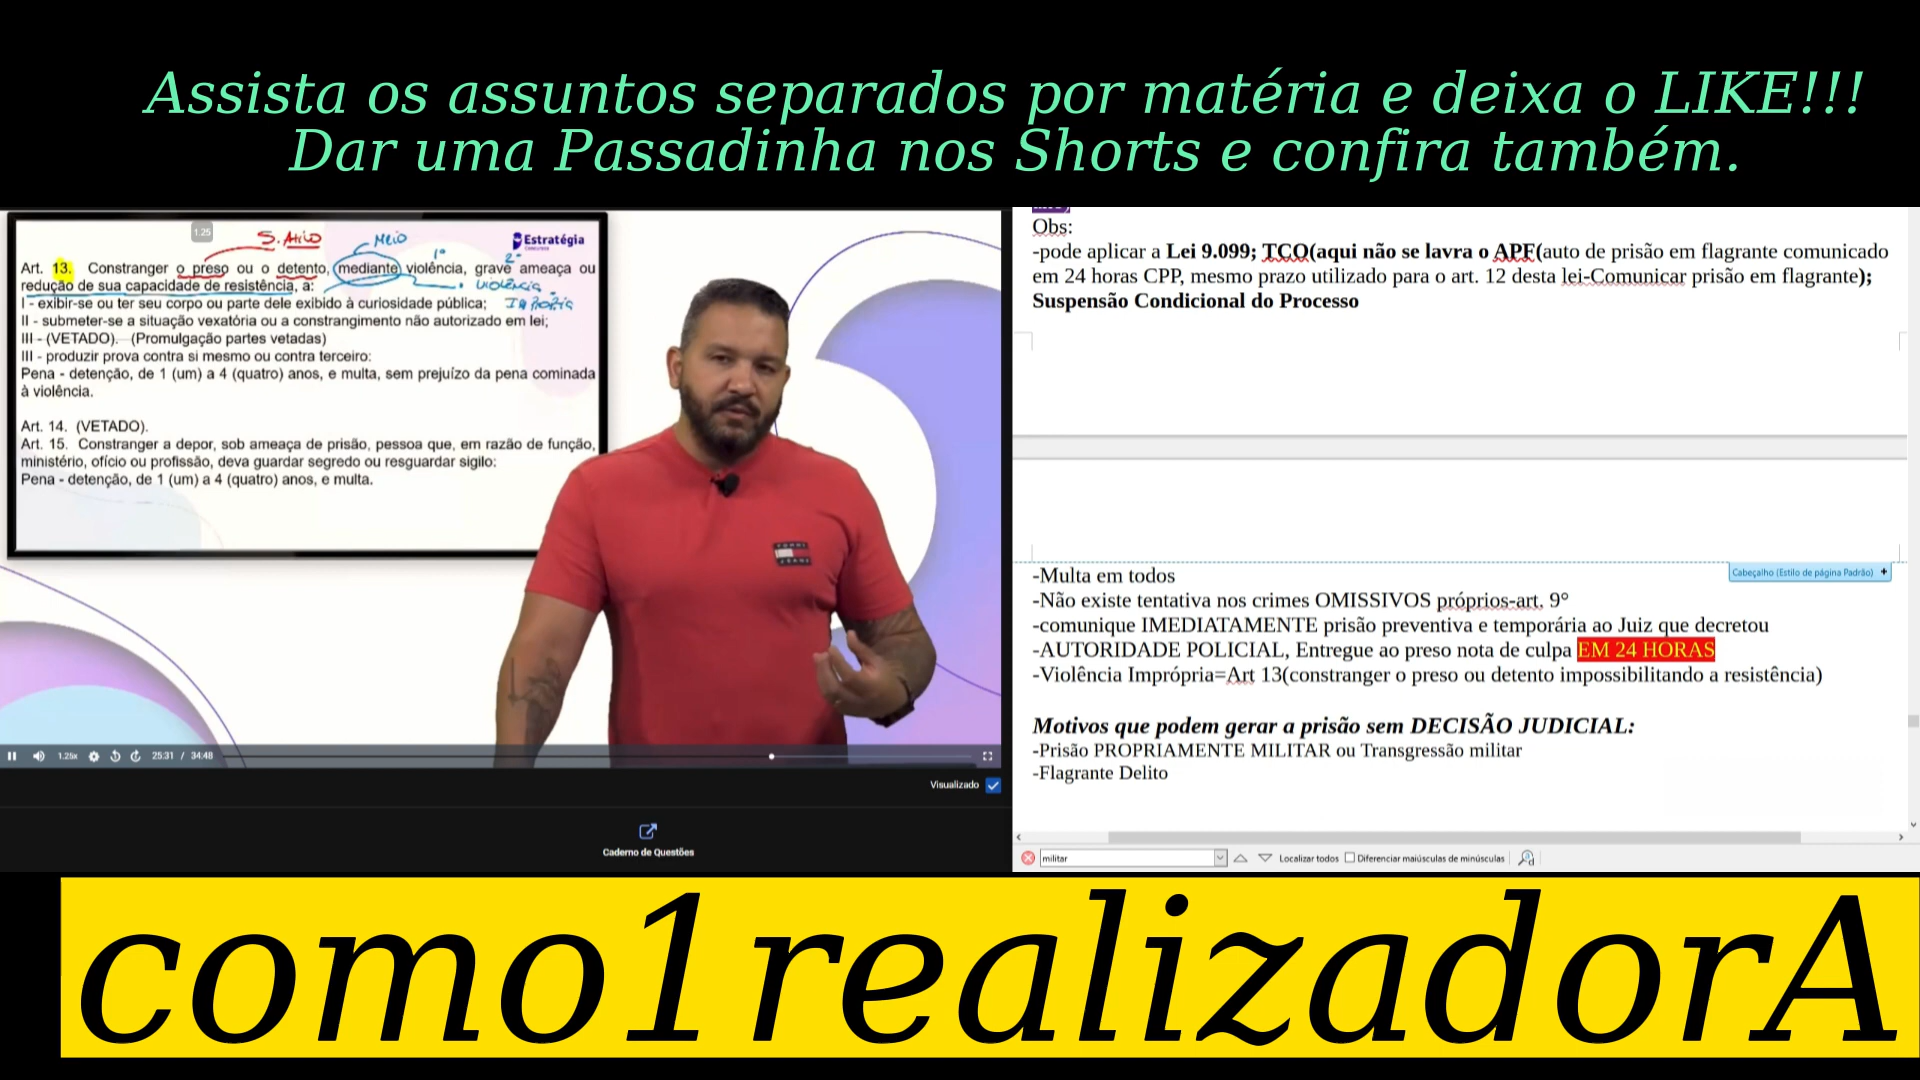 Assista os assuntos separados por matéria e deixa o LIKE!!!
Dar uma Passadinha nos Shorts e confira também.
1.25
S. Ativo
Meio
1°
2°
Estratégia
Art. 13. Constranger o preso ou o detento, mediante violência, grave ameaça ou
redução de sua capacidade de resistência, a:
violência
Imprópria
I - exibir-se ou ter seu corpo ou parte dele exibido à curiosidade pública;
II - submeter-se a situação vexatória ou a constrangimento não autorizado em lei;
III - (VETADO). (Promulgação partes vetadas)
III - produzir prova contra si mesmo ou contra terceiro:
Pena - detenção, de 1 (um) a 4 (quatro) anos, e multa, sem prejuízo da pena cominada
à violência.
Art. 14. (VETADO).
Art. 15. Constranger a depor, sob ameaça de prisão, pessoa que, em razão de função,
ministério, ofício ou profissão, deva guardar segredo ou resguardar sigilo:
Pena - detenção, de 1 (um) a 4 (quatro) anos, e multa.
TOMMY
JEANS
1.25x
25:31 / 34:48
Visualizado
Caderno de Questões
Obs:
-pode aplicar a Lei 9.099; TCO(aqui não se lavra o APF(auto de prisão em flagrante comunicado
em 24 horas CPP, mesmo prazo utilizado para o art. 12 desta lei-Comunicar prisão em flagrante);
Suspensão Condicional do Processo
Cabeçalho (Estilo de página Padrão) +
-Multa em todos
-Não existe tentativa nos crimes OMISSIVOS próprios-art. 9°
-comunique IMEDIATAMENTE prisão preventiva e temporária ao Juiz que decretou
-AUTORIDADE POLICIAL, Entregue ao preso nota de culpa EM 24 HORAS
-Violência Imprópria=Art 13(constranger o preso ou detento impossibilitando a resistência)
Motivos que podem gerar a prisão sem DECISÃO JUDICIAL:
-Prisão PROPRIAMENTE MILITAR ou Transgressão militar
-Flagrante Delito
militar
Localizar todos
Diferenciar maiúsculas de minúsculas
como1realizadorA